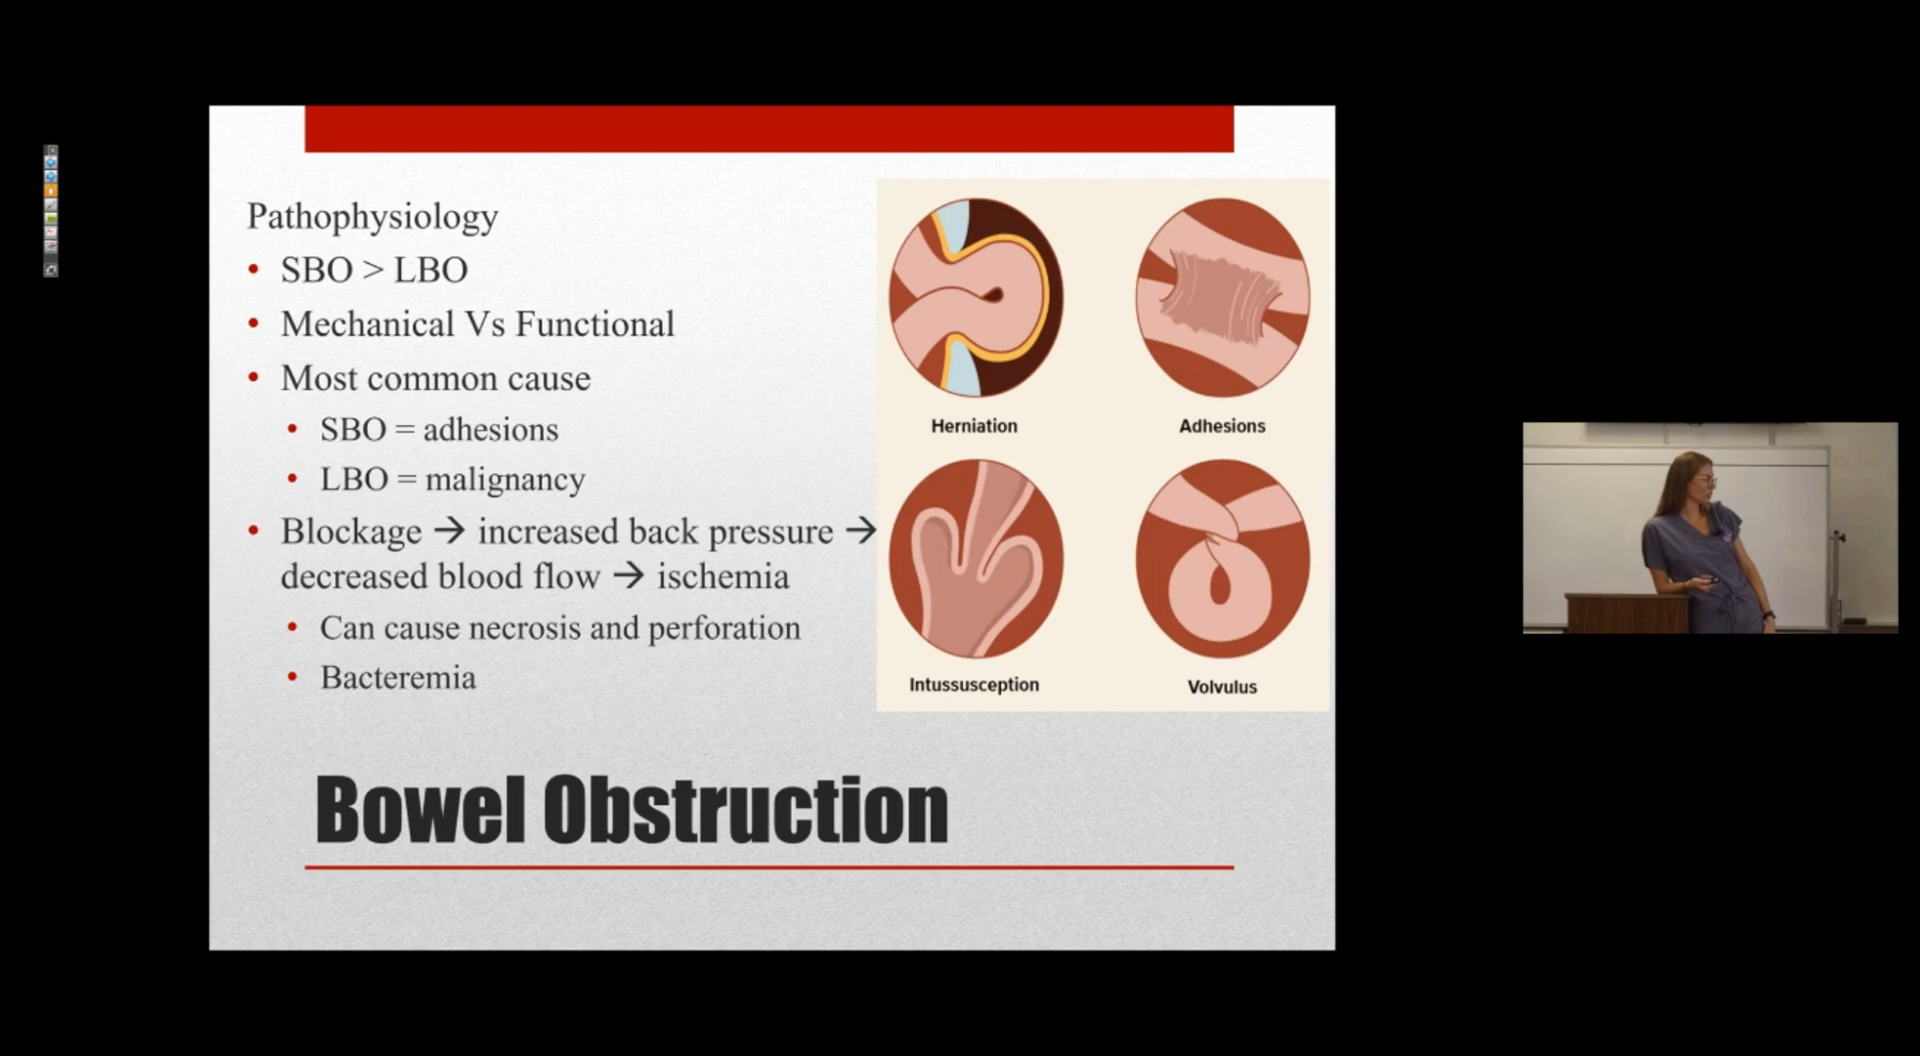 Pathophysiology
• SBO > LBO
• Mechanical Vs Functional
• Most common cause
• SBO = adhesions
• LBO = malignancy
• Blockage → increased back pressure →
decreased blood flow → ischemia
• Can cause necrosis and perforation
• Bacteremia
Herniation
Adhesions
Intussusception
Volvulus
Bowel Obstruction